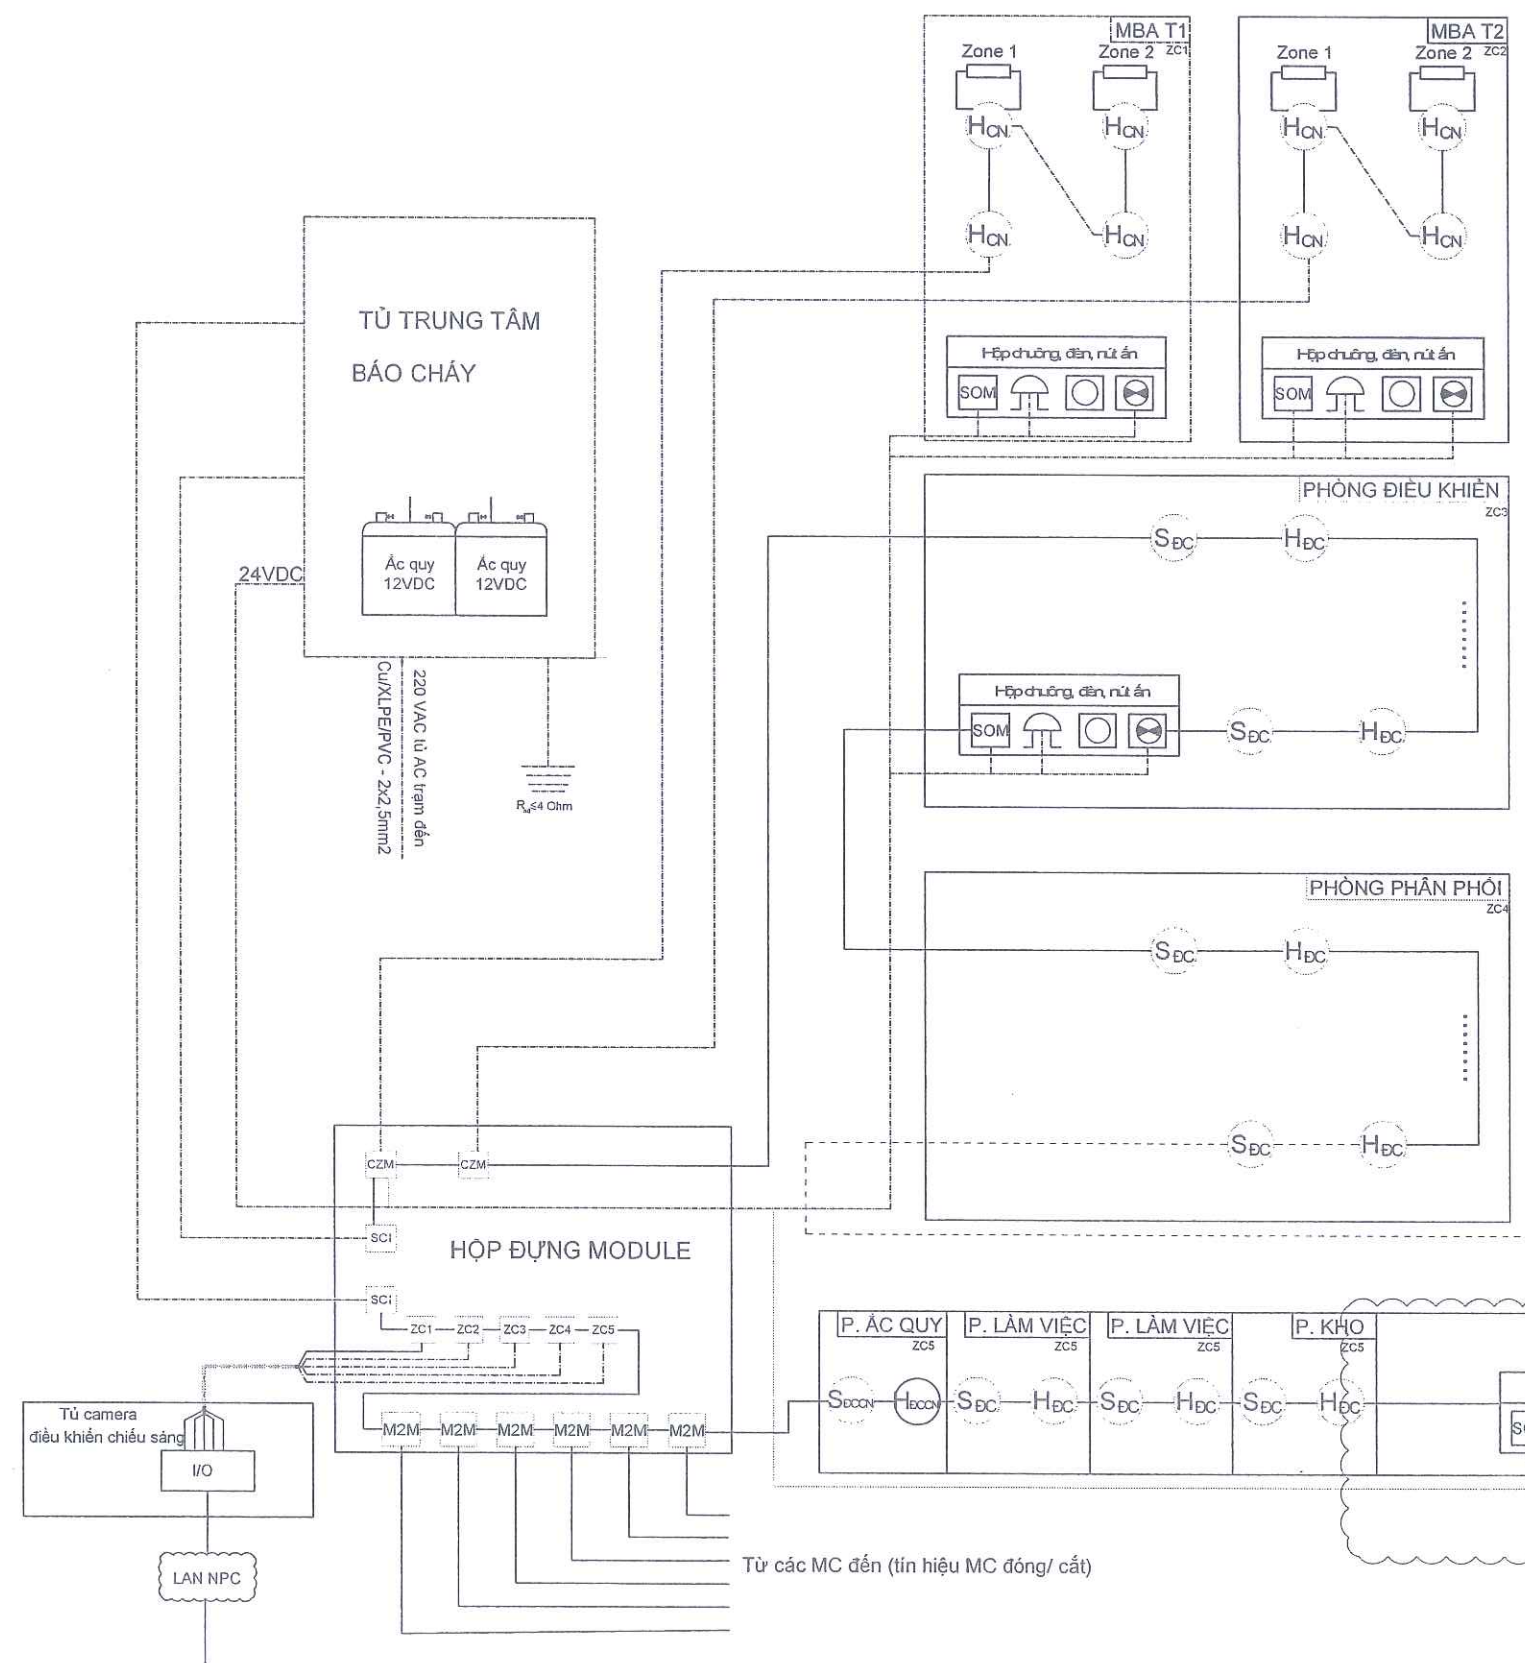 MBA T1
ZC1
Zone 1
Zone 2
HCN
HCN
HCN
HCN
Hộp chuông, đèn, nút ấn
SOM
MBA T2
ZC2
Zone 1
Zone 2
HCN
HCN
HCN
HCN
Hộp chuông, đèn, nút ấn
SOM
TỦ TRUNG TÂM
BÁO CHÁY
Ắc quy
12VDC
Ắc quy
12VDC
24VDC
220 VAC tủ AC trạm đến
Cu/XLPE/PVC - 2x2,5mm2
≤4 Ohm
PHÒNG ĐIỀU KHIỂN
ZC3
SĐC
HĐC
Hộp chuông, đèn, nút ấn
SOM
SĐC
HĐC
PHÒNG PHÂN PHỐI
ZC4
SĐC
HĐC
SĐC
HĐC
CZM
CZM
SCI
HỘP ĐỰNG MODULE
SCI
ZC1
ZC2
ZC3
ZC4
ZC5
M2M
M2M
M2M
M2M
M2M
M2M
P. ẮC QUY
ZC5
SĐCCN
HĐCCN
P. LÀM VIỆC
ZC5
SĐC
HĐC
P. LÀM VIỆC
ZC5
SĐC
HĐC
P. KHO
ZC5
SĐC
HĐC
Tủ camera
điều khiển chiếu sáng
I/O
LAN NPC
Từ các MC đến (tín hiệu MC đóng/ cắt)